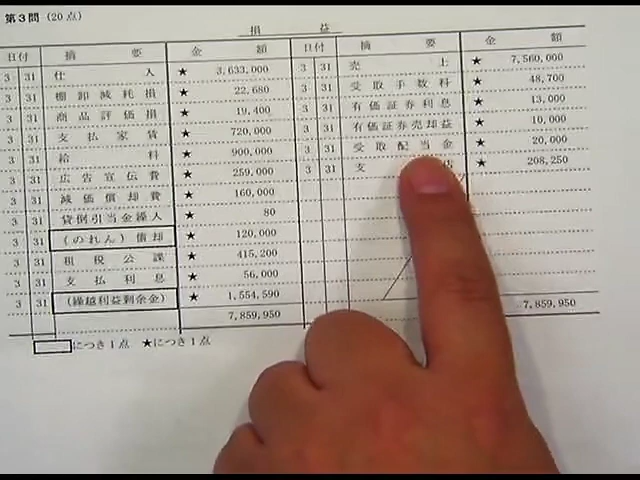 第3問 (20点)
損 益
日付 摘 要 金 額 日付 摘 要 金 額
3 31 仕 入 ★ 3,633,000 3 31 売 上 ★ 7,560,000
3 31 棚卸減耗損 ★ 22,680 3 31 受取手数料 ★ 48,700
3 31 商品評価損 ★ 19,400 3 31 有価証券利息 ★ 13,000
3 31 支払家賃 ★ 720,000 3 31 有価証券売却益 ★ 10,000
3 31 給 料 ★ 900,000 3 31 受取配当金 ★ 20,000
3 31 広告宣伝費 ★ 259,000 3 31 支 店 ★ 208,250
3 31 減価償却費 ★ 160,000
3 31 貸倒引当金繰入 ★ 80
3 31 (のれん)償却 ★ 120,000
3 31 租税公課 ★ 415,200
3 31 支払利息 ★ 56,000
3 31 (繰越利益剰余金) ★ 1,554,590
7,859,950 7,859,950
につき1点 ★につき1点